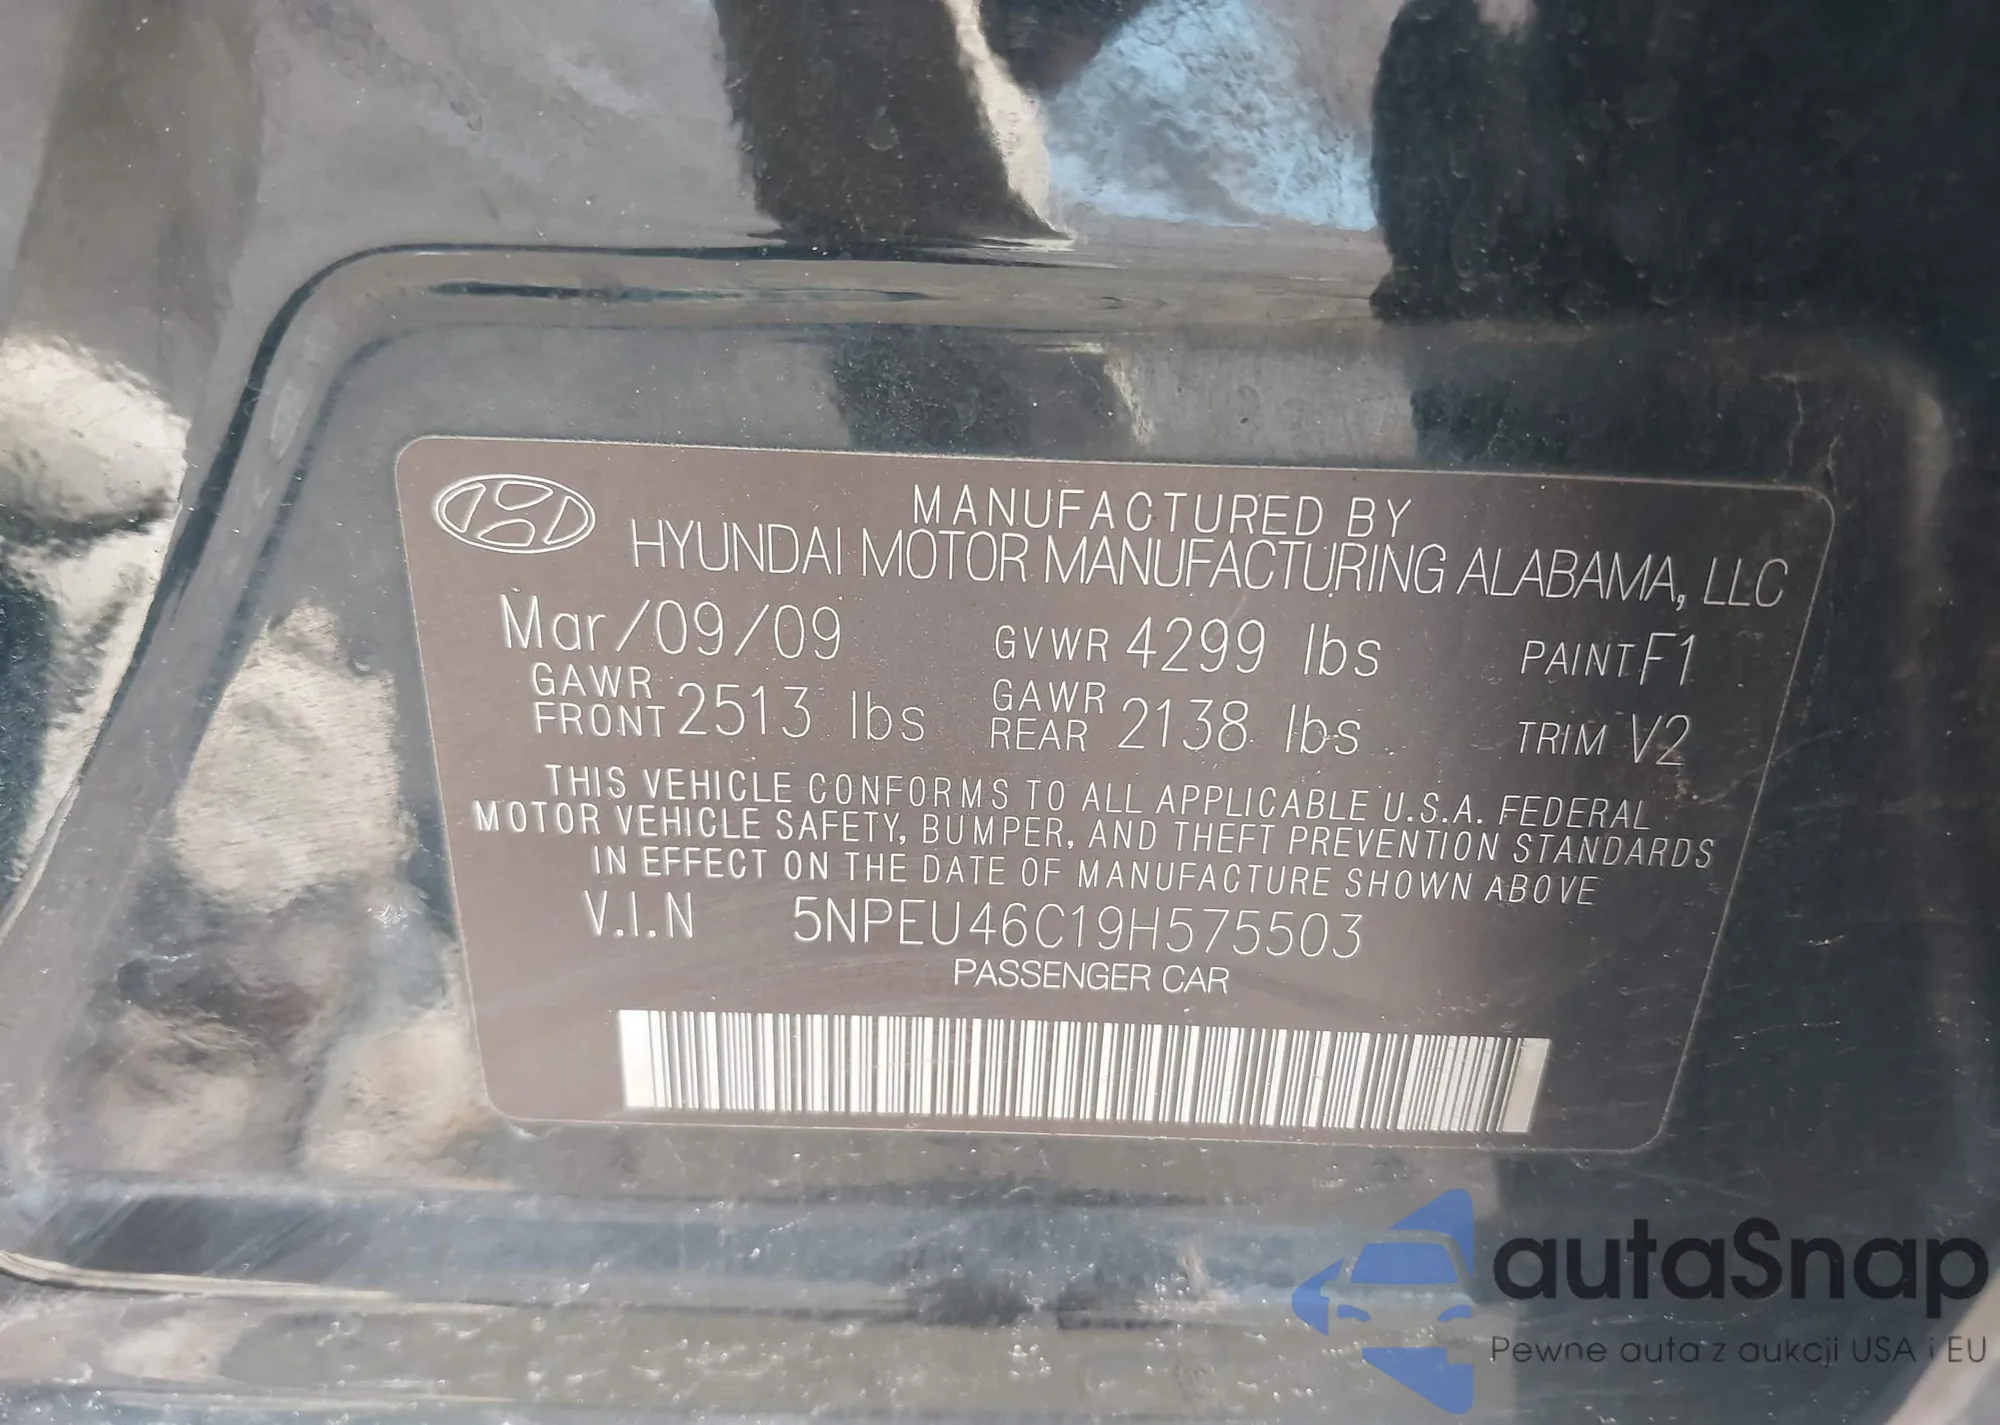 MANUFACTURED BY
HYUNDAI MOTOR MANUFACTURING ALABAMA, LLC
Mar/09/09 GVWR 4299 lbs PAINT F1
GAWR FRONT 2513 lbs GAWR REAR 2138 lbs TRIM V2
THIS VEHICLE CONFORMS TO ALL APPLICABLE U.S.A. FEDERAL
MOTOR VEHICLE SAFETY, BUMPER, AND THEFT PREVENTION STANDARDS
IN EFFECT ON THE DATE OF MANUFACTURE SHOWN ABOVE
V.I.N 5NPEU46C19H575503
PASSENGER CAR
autaSnap
Pewne auta z aukcji USA i EU